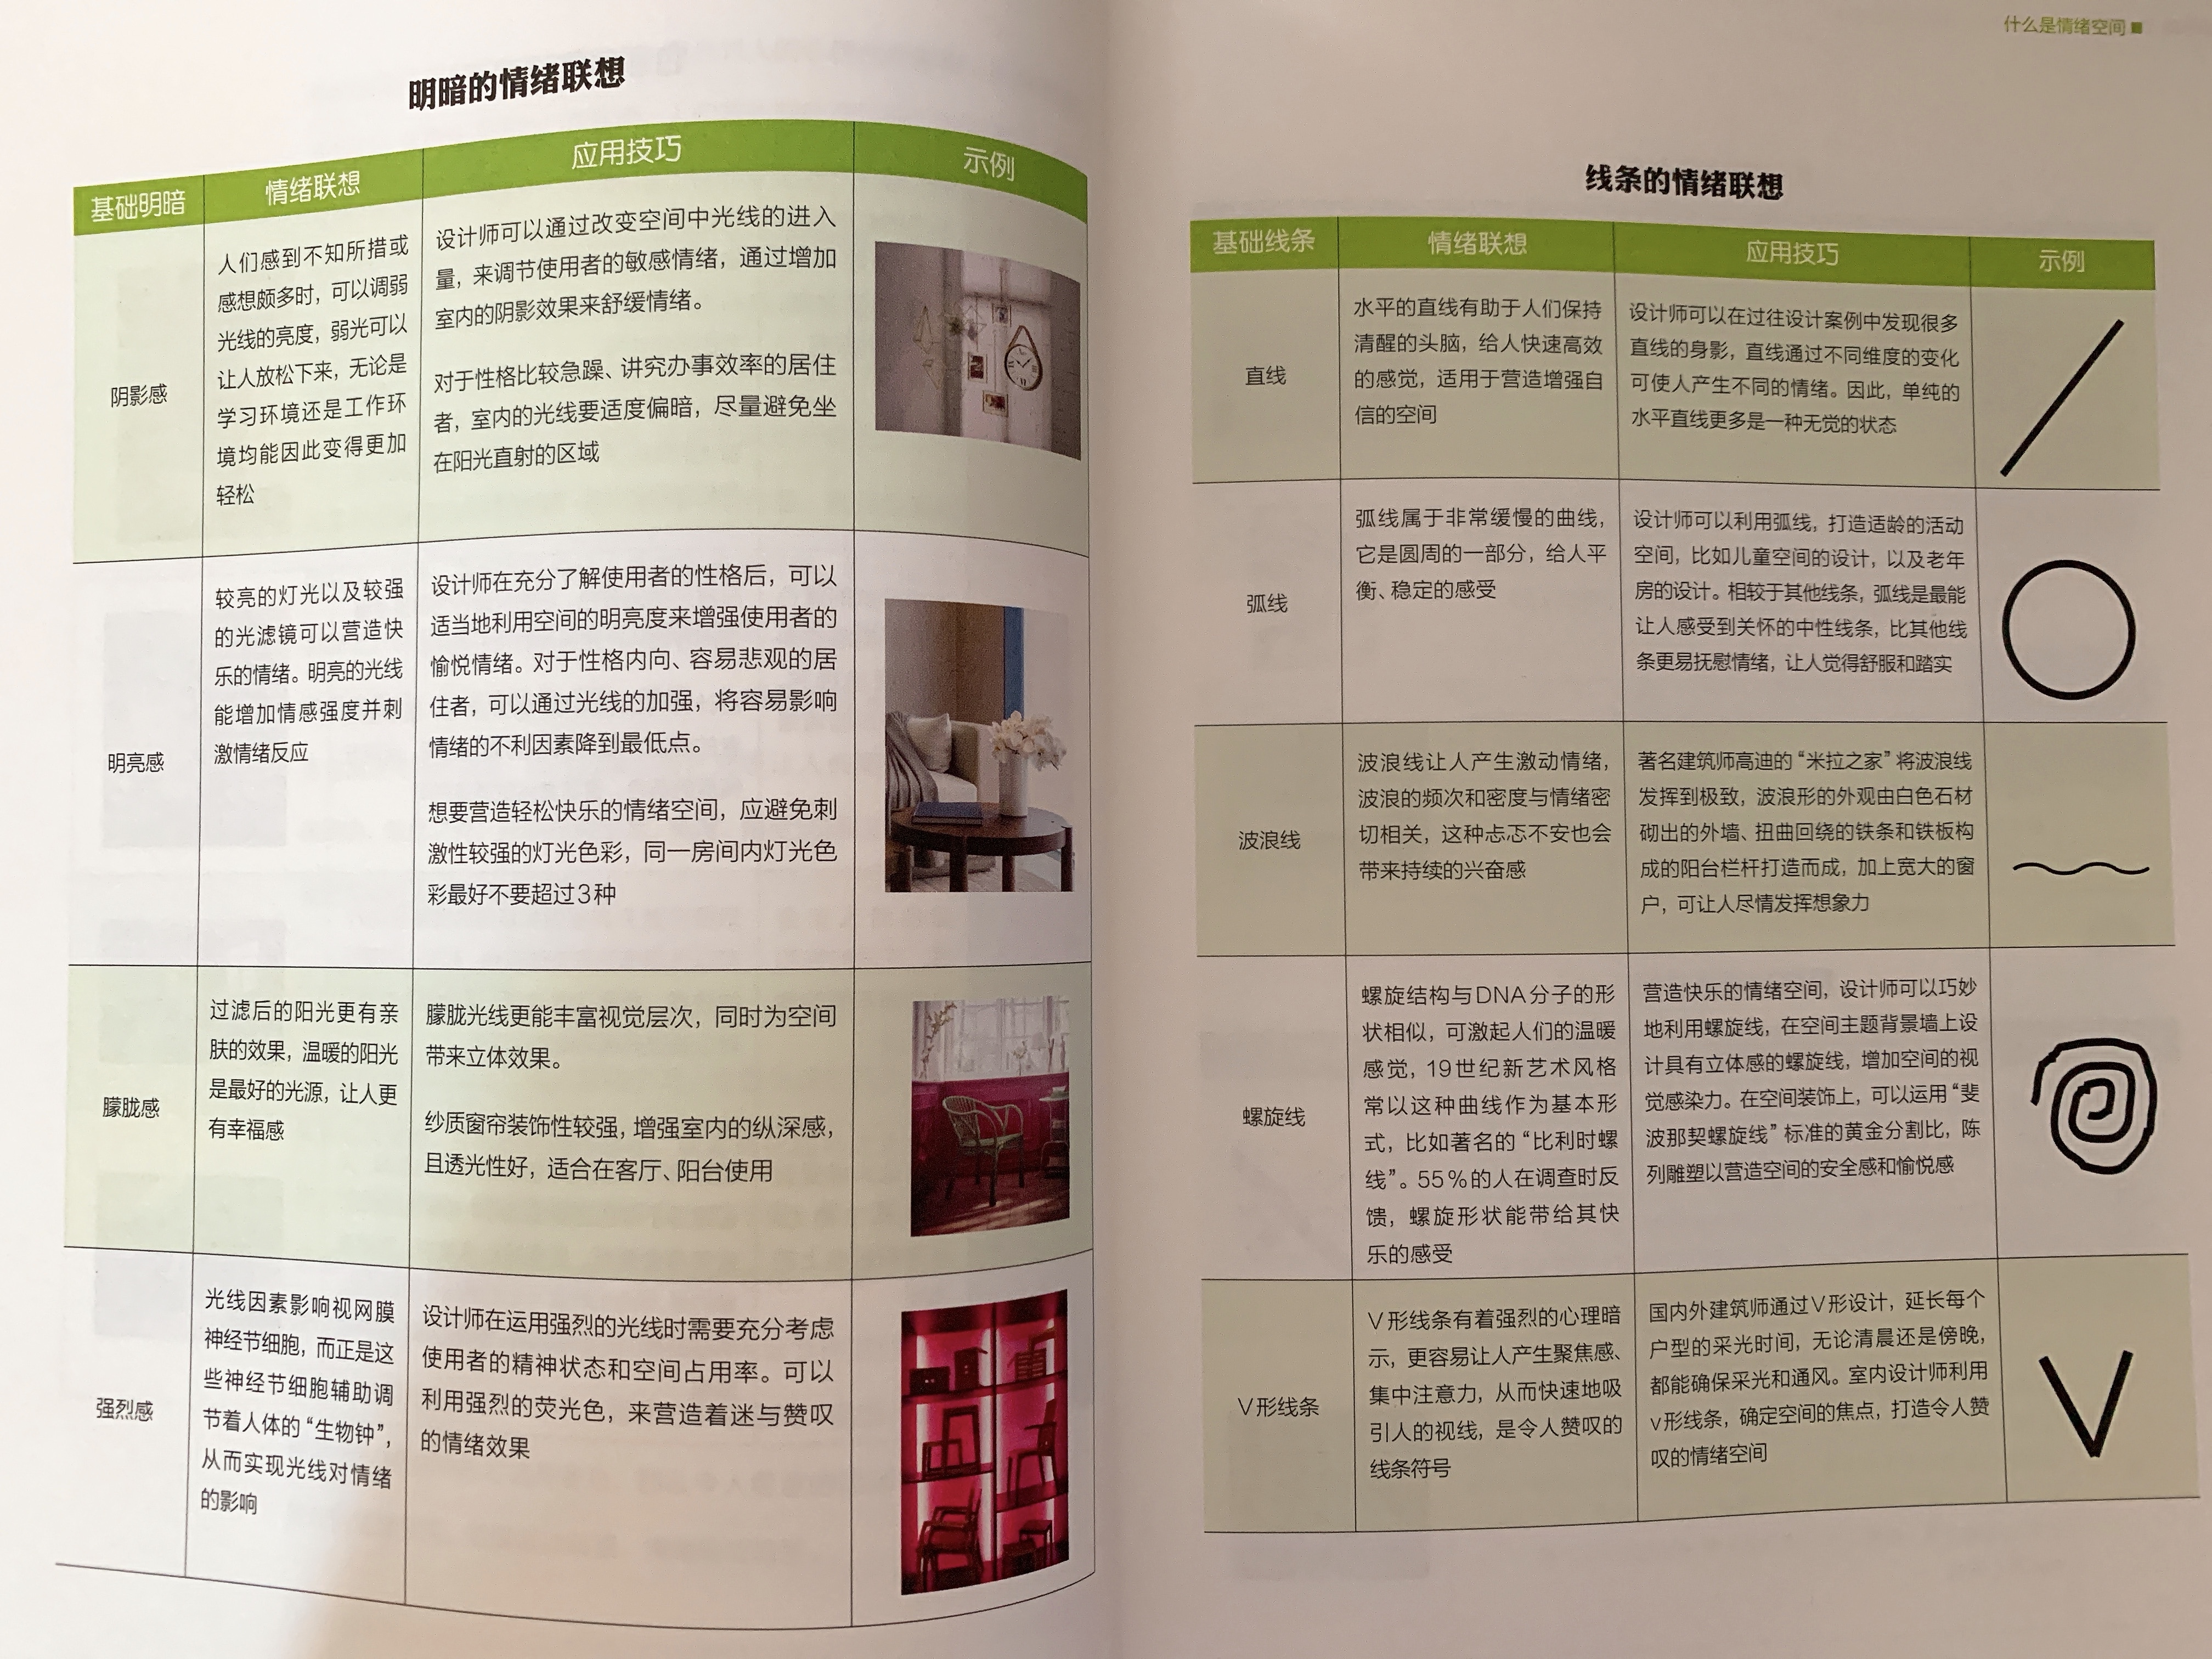 什么是情绪空间
明暗的情绪联想
基础明暗
情绪联想
应用技巧
示例
阴影感
人们感到不知所措或
感想颇多时，可以调弱
光线的亮度，弱光可以
让人放松下来，无论是
学习环境还是工作环
境均能因此变得更加
轻松
设计师可以通过改变空间中光线的进入
量，来调节使用者的敏感情绪，通过增加
室内的阴影效果来舒缓情绪。
对于性格比较急躁、讲究办事效率的居住
者，室内的光线要适度偏暗，尽量避免坐
在阳光直射的区域
明亮感
较亮的灯光以及较强
的光滤镜可以营造快
乐的情绪。明亮的光线
能增加情感强度并刺
激情绪反应
设计师在充分了解使用者的性格后，可以
适当地利用空间的明亮度来增强使用者的
愉悦情绪。对于性格内向、容易悲观的居
住者，可以通过光线的加强，将容易影响
情绪的不利因素降到最低点。
想要营造轻松快乐的情绪空间，应避免刺
激性较强的灯光色彩，同一房间内灯光色
彩最好不要超过3种
朦胧感
过滤后的阳光更有亲
肤的效果，温暖的阳光
是最好的光源，让人更
有幸福感
朦胧光线更能丰富视觉层次，同时为空间
带来立体效果。
纱质窗帘装饰性较强，增强室内的纵深感，
且透光性好，适合在客厅、阳台使用
强烈感
光线因素影响视网膜
神经节细胞，而正是这
些神经节细胞辅助调
节着人体的“生物钟”，
从而实现光线对情绪
的影响
设计师在运用强烈的光线时需要充分考虑
使用者的精神状态和空间占用率。可以
利用强烈的荧光色，来营造着迷与赞叹
的情绪效果
线条的情绪联想
基础线条
情绪联想
应用技巧
示例
直线
水平的直线有助于人们保持
清醒的头脑，给人快速高效
的感觉，适用于营造增强自
信的空间
设计师可以在过往设计案例中发现很多
直线的身影，直线通过不同维度的变化
可使人产生不同的情绪。因此，单纯的
水平直线更多是一种无觉的状态
弧线
弧线属于非常缓慢的曲线，
它是圆周的一部分，给人平
衡、稳定的感受
设计师可以利用弧线，打造适龄的活动
空间，比如儿童空间的设计，以及老年
房的设计。相较于其他线条，弧线是最能
让人感受到关怀的中性线条，比其他线
条更易抚慰情绪，让人觉得舒服和踏实
波浪线
波浪线让人产生激动情绪，
波浪的频次和密度与情绪密
切相关，这种忐忑不安也会
带来持续的兴奋感
著名建筑师高迪的“米拉之家”将波浪线
发挥到极致，波浪形的外观由白色石材
砌出的外墙、扭曲回绕的铁条和铁板构
成的阳台栏杆打造而成，加上宽大的窗
户，可让人尽情发挥想象力
螺旋线
螺旋结构与DNA分子的形
状相似，可激起人们的温暖
感觉，19世纪新艺术风格
常以这种曲线作为基本形
式，比如著名的“比利时螺
线”。55%的人在调查时反
馈，螺旋形状能带给其快
乐的感受
营造快乐的情绪空间，设计师可以巧妙
地利用螺旋线，在空间主题背景墙上设
计具有立体感的螺旋线，增加空间的视
觉感染力。在空间装饰上，可以运用“斐
波那契螺旋线”标准的黄金分割比，陈
列雕塑以营造空间的安全感和愉悦感
V形线条
V形线条有着强烈的心理暗
示，更容易让人产生聚焦感、
集中注意力，从而快速地吸
引人的视线，是令人赞叹的
线条符号
国内外建筑师通过V形设计，延长每个
户型的采光时间，无论清晨还是傍晚，
都能确保采光和通风。室内设计师利用
v形线条，确定空间的焦点，打造令人赞
叹的情绪空间